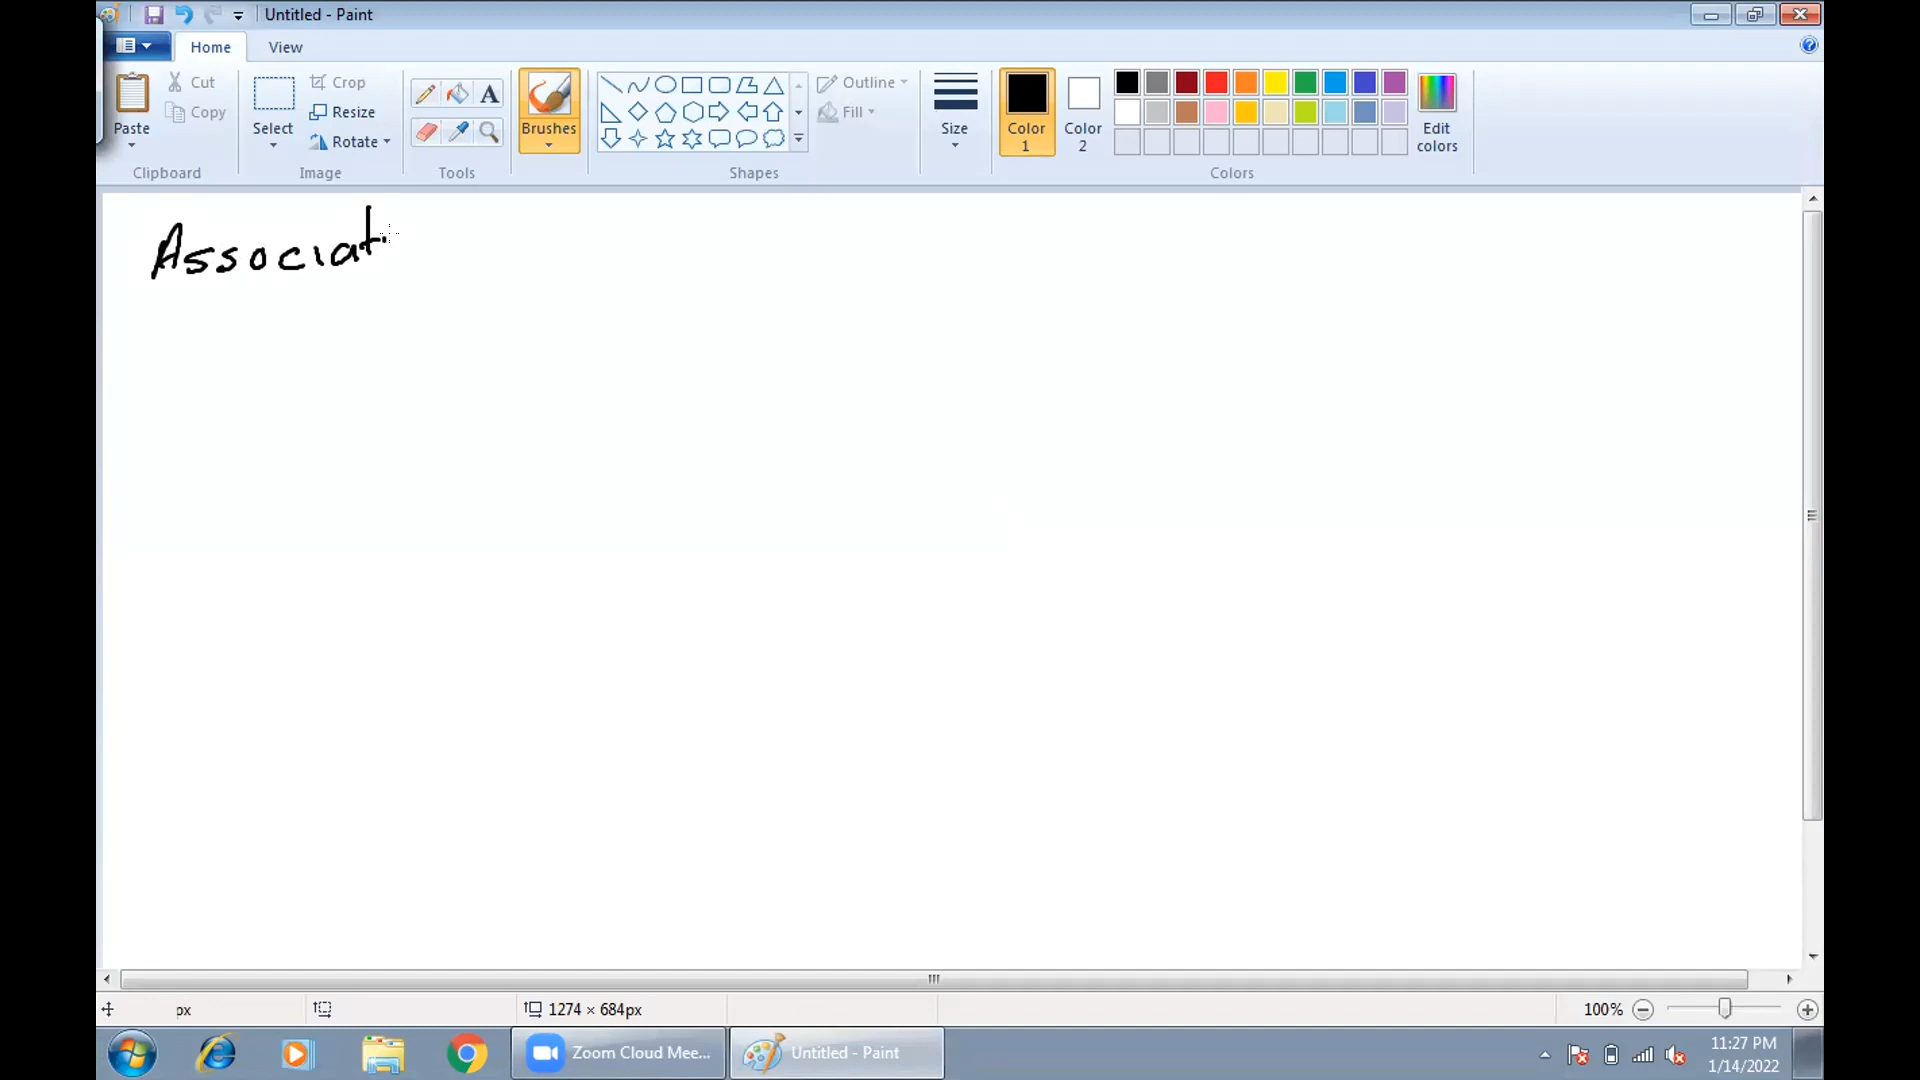 Untitled - Paint
Home View
Paste
Cut
Copy
Clipboard
Select
Crop
Resize
Rotate
Image
Tools
Brushes
Shapes
Outline
Fill
Size
Color 1
Color 2
Edit colors
Colors
Associat
px
1274 × 684px
100%
Zoom Cloud Mee...
Untitled - Paint
11:27 PM
1/14/2022